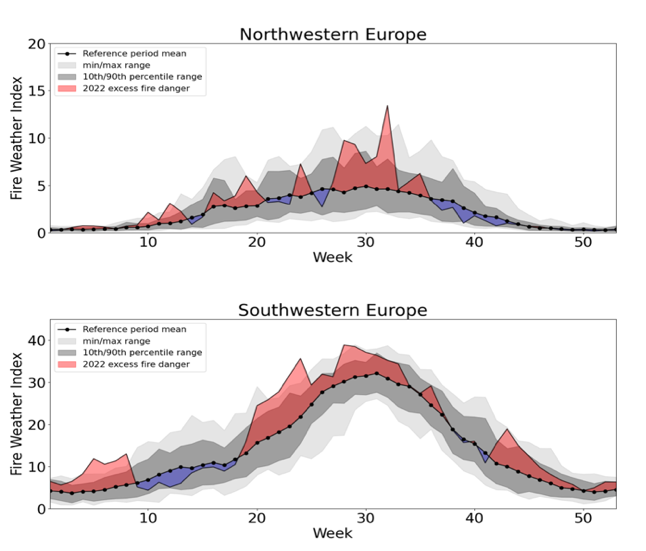 Northwestern Europe
20
15
10
5
0
Fire Weather Index
Reference period mean
min/max range
10th/90th percentile range
2022 excess fire danger
10 20 30 40 50
Week
Southwestern Europe
40
30
20
10
0
Fire Weather Index
Reference period mean
min/max range
10th/90th percentile range
2022 excess fire danger
10 20 30 40 50
Week